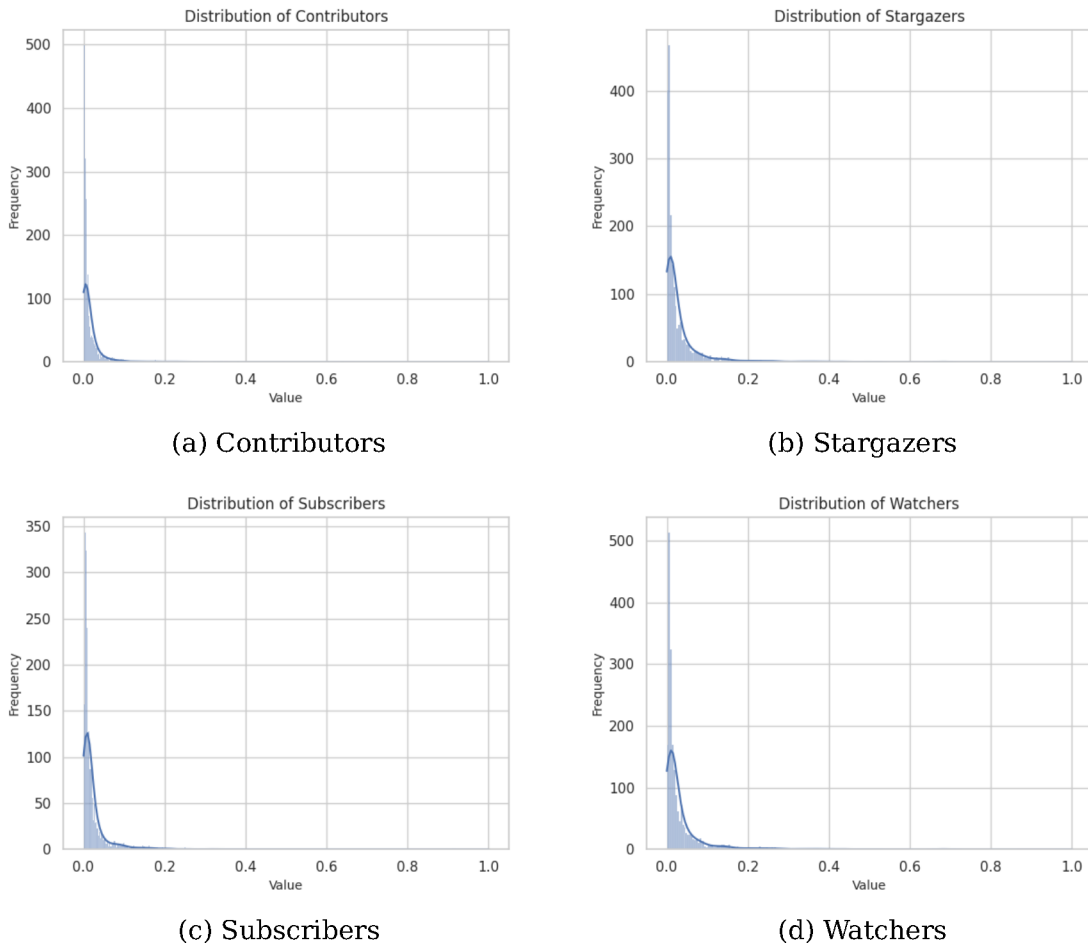 Distribution of Contributors
Frequency
500
400
300
200
100
0
0.0 0.2 0.4 0.6 0.8 1.0
Value
(a) Contributors
Distribution of Stargazers
Frequency
400
300
200
100
0
0.0 0.2 0.4 0.6 0.8 1.0
Value
(b) Stargazers
Distribution of Subscribers
Frequency
350
300
250
200
150
100
50
0
0.0 0.2 0.4 0.6 0.8 1.0
Value
(c) Subscribers
Distribution of Watchers
Frequency
500
400
300
200
100
0
0.0 0.2 0.4 0.6 0.8 1.0
Value
(d) Watchers